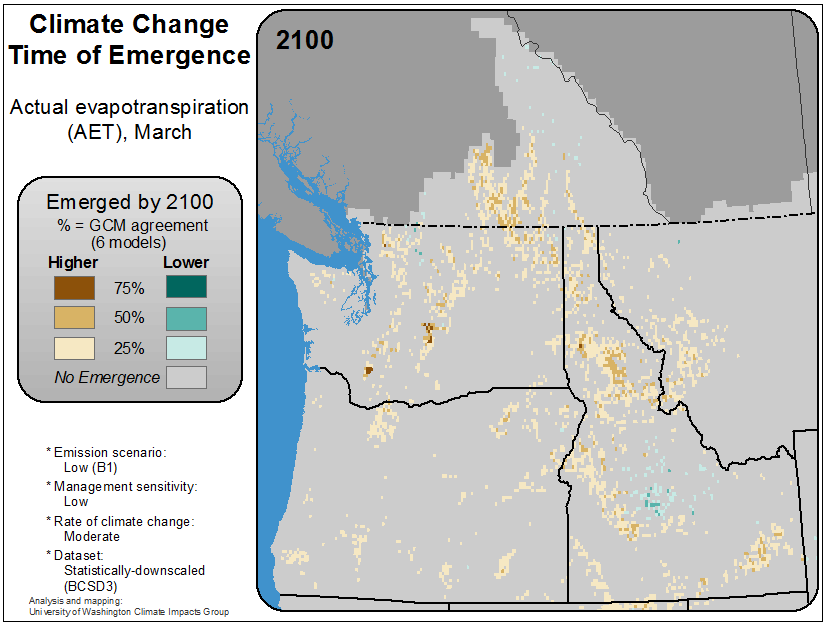 Climate Change
Time of Emergence
Actual evapotranspiration
(AET), March
2100
Emerged by 2100
% = GCM agreement
(6 models)
Higher Lower
75%
50%
25%
No Emergence
* Emission scenario:
Low (B1)
* Management sensitivity:
Low
* Rate of climate change:
Moderate
* Dataset:
Statistically-downscaled
(BCSD3)
Analysis and mapping:
University of Washington Climate Impacts Group